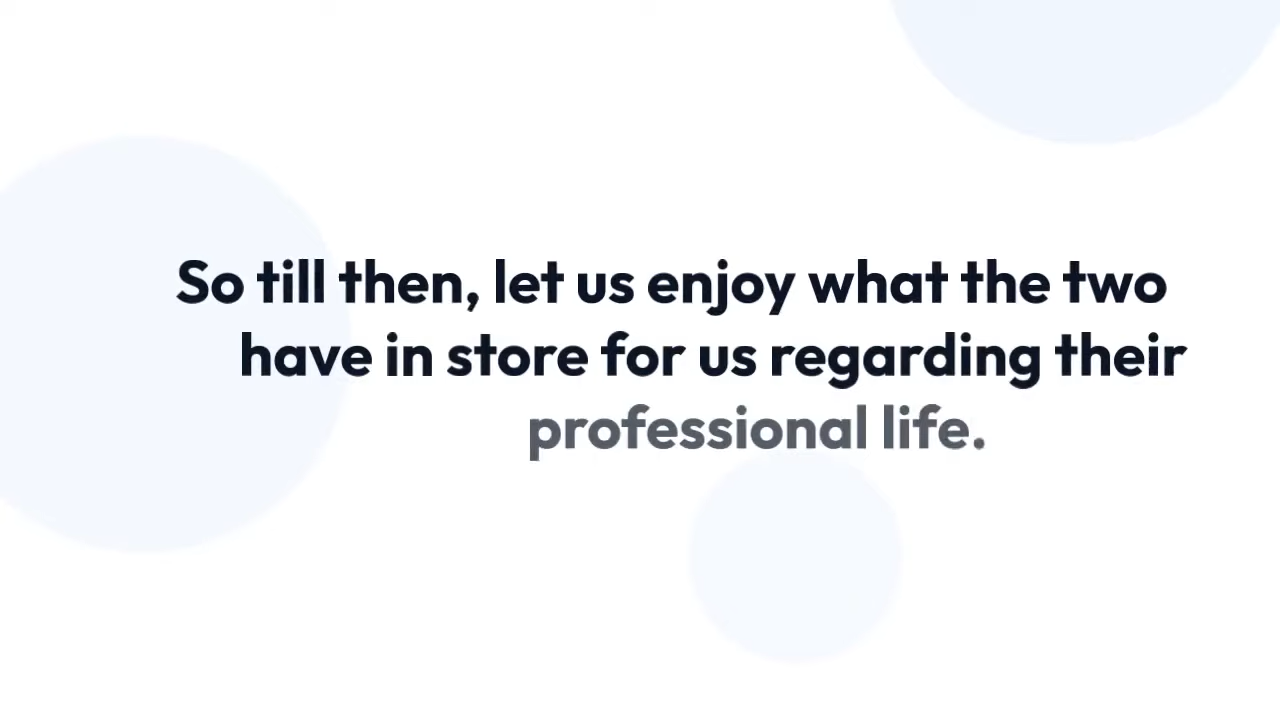 So till then, let us enjoy what the two
have in store for us regarding their
professional life.